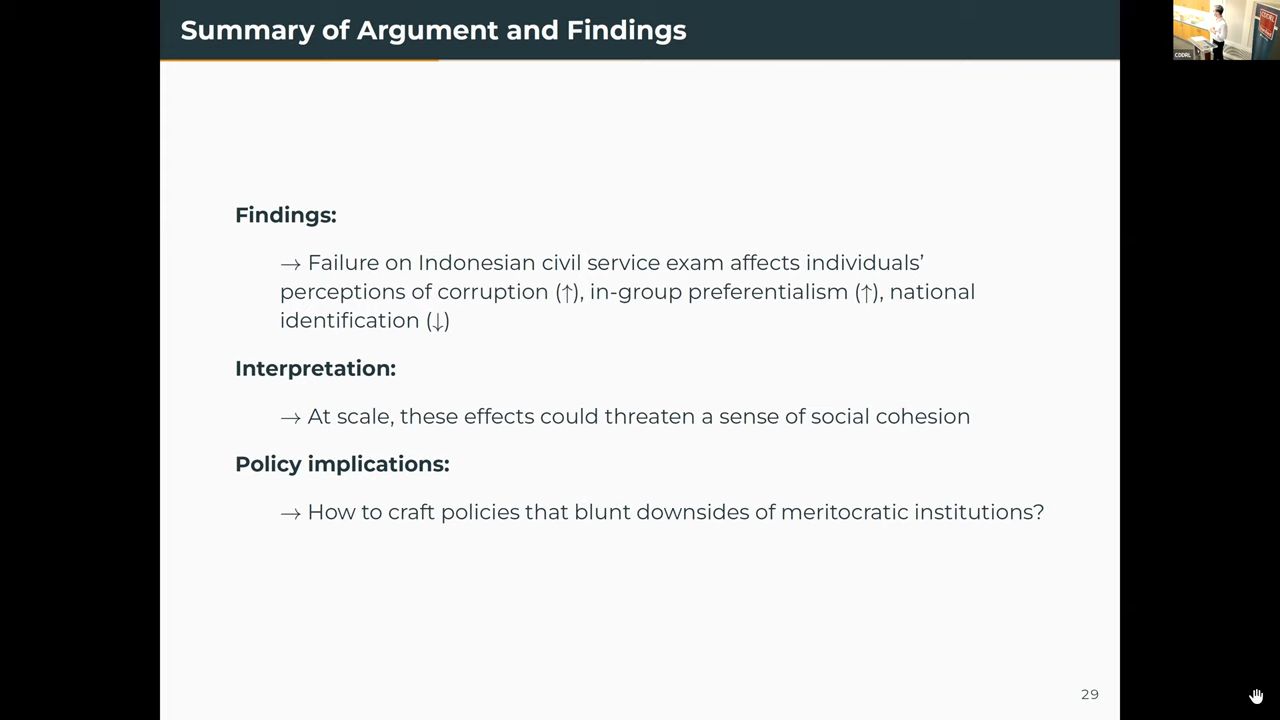 Summary of Argument and Findings
CDDRL
Findings:
→ Failure on Indonesian civil service exam affects individuals’
perceptions of corruption (↑), in-group preferentialism (↑), national
identification (↓)
Interpretation:
→ At scale, these effects could threaten a sense of social cohesion
Policy implications:
→ How to craft policies that blunt downsides of meritocratic institutions?
29